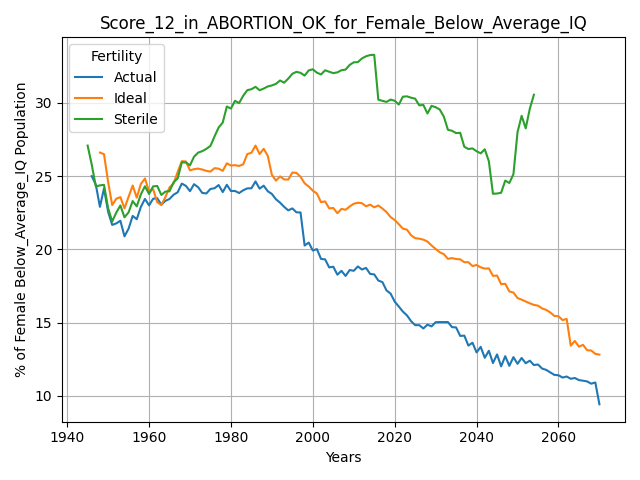 Score_12_in_ABORTION_OK_for_Female_Below_Average_IQ
Fertility
Actual
Ideal
Sterile
% of Female Below_Average_IQ Population
30
25
20
15
10
1940
1960
1980
2000
2020
2040
2060
Years